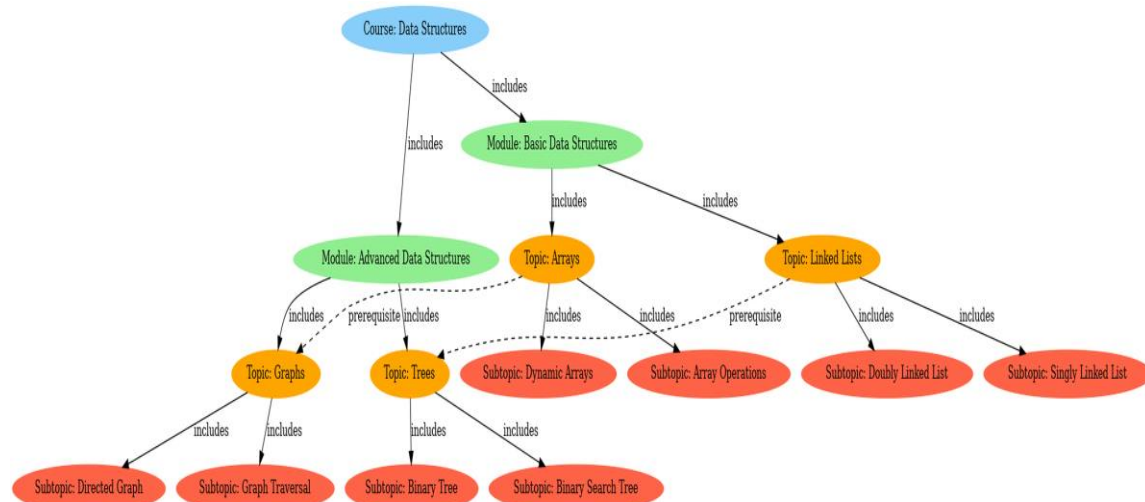 Course: Data Structures
includes
includes
Module: Basic Data Structures
includes
includes
Module: Advanced Data Structures
Topic: Arrays
Topic: Linked Lists
includes
prerequisite
includes
includes
includes
prerequisite
includes
includes
Topic: Graphs
Topic: Trees
Subtopic: Dynamic Arrays
Subtopic: Array Operations
Subtopic: Doubly Linked List
Subtopic: Singly Linked List
includes
includes
includes
includes
Subtopic: Directed Graph
Subtopic: Graph Traversal
Subtopic: Binary Tree
Subtopic: Binary Search Tree